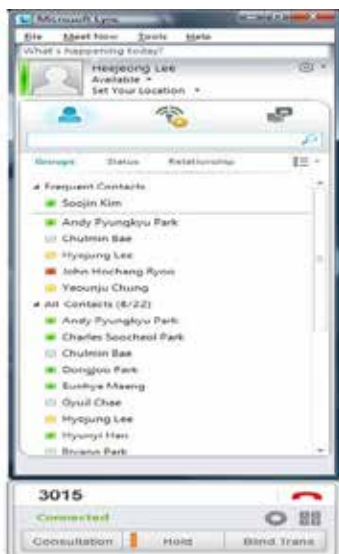 Microsoft Lync
File Meet Now Tools Help
What's happening today?
Heejeong Lee
Available
Set Your Location
Groups Status Relationship
Frequent Contacts
Soojin Kim
Andy Pyungkyu Park
Chulmin Bae
Hyojung Lee
John Hochang Ryoo
Yeounju Chung
All Contacts (8/22)
Andy Pyungkyu Park
Charles Soocheol Park
Chulmin Bae
Dongjoo Park
Eunhye Maeng
Gyuil Chae
Hyojung Lee
Hyunyi Han
Park
3015
Connected
Consultation Hold Blind Trans